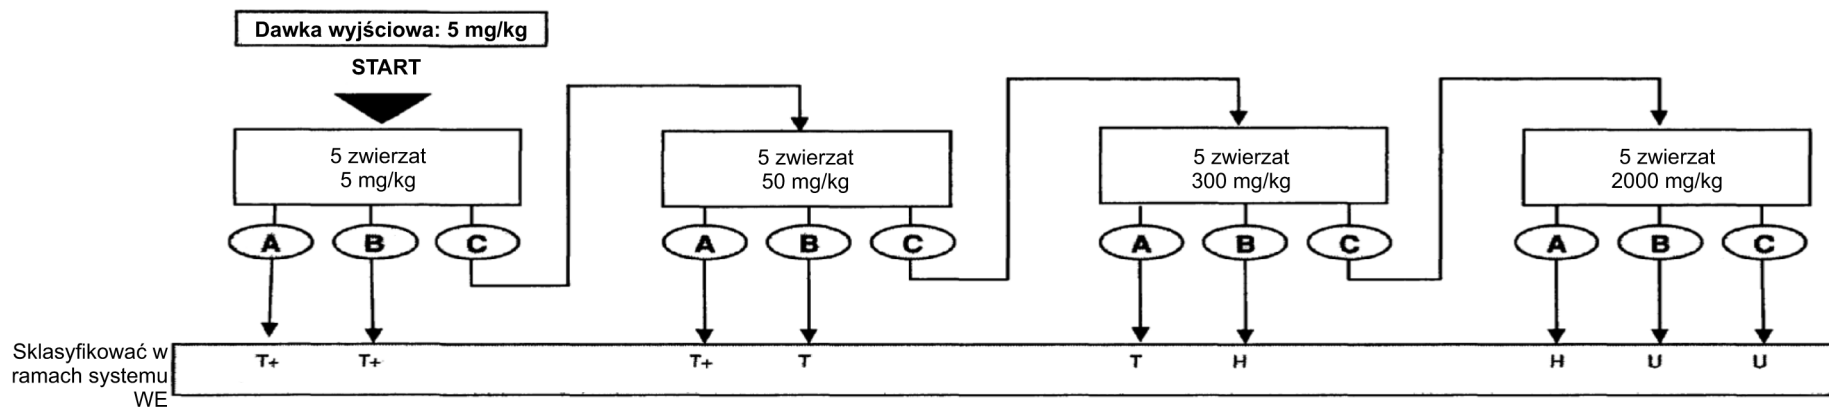 Dawka wyjściowa: 5 mg/kg
START
5 zwierzat
5 mg/kg
5 zwierzat
50 mg/kg
5 zwierzat
300 mg/kg
5 zwierzat
2000 mg/kg
A B C A B C A B C A B C
Sklasyfikować w
ramach systemu
WE
T+ T+ T+ T T H H U U